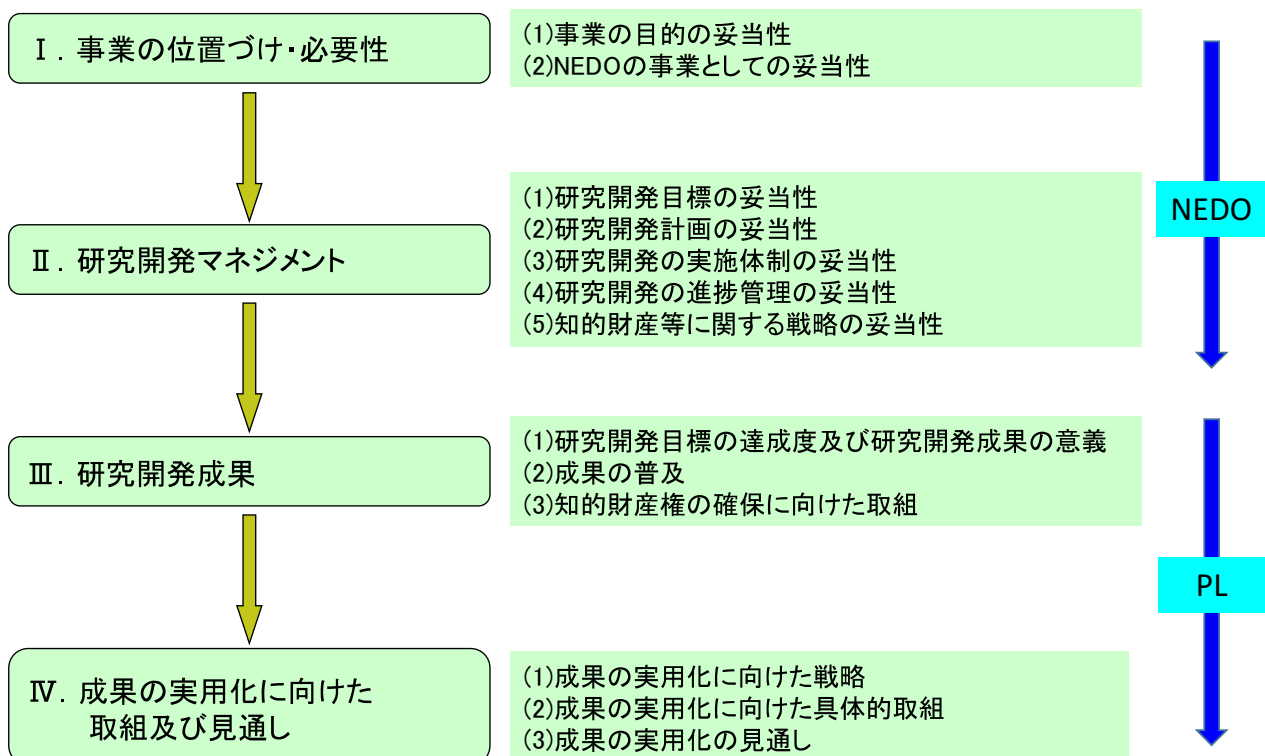 Ⅰ. 事業の位置づけ・必要性
(1)事業の目的の妥当性
(2)NEDOの事業としての妥当性
NEDO
Ⅱ. 研究開発マネジメント
(1)研究開発目標の妥当性
(2)研究開発計画の妥当性
(3)研究開発の実施体制の妥当性
(4)研究開発の進捗管理の妥当性
(5)知的財産等に関する戦略の妥当性
Ⅲ. 研究開発成果
(1)研究開発目標の達成度及び研究開発成果の意義
(2)成果の普及
(3)知的財産権の確保に向けた取組
PL
Ⅳ. 成果の実用化に向けた
取組及び見通し
(1)成果の実用化に向けた戦略
(2)成果の実用化に向けた具体的取組
(3)成果の実用化の見通し